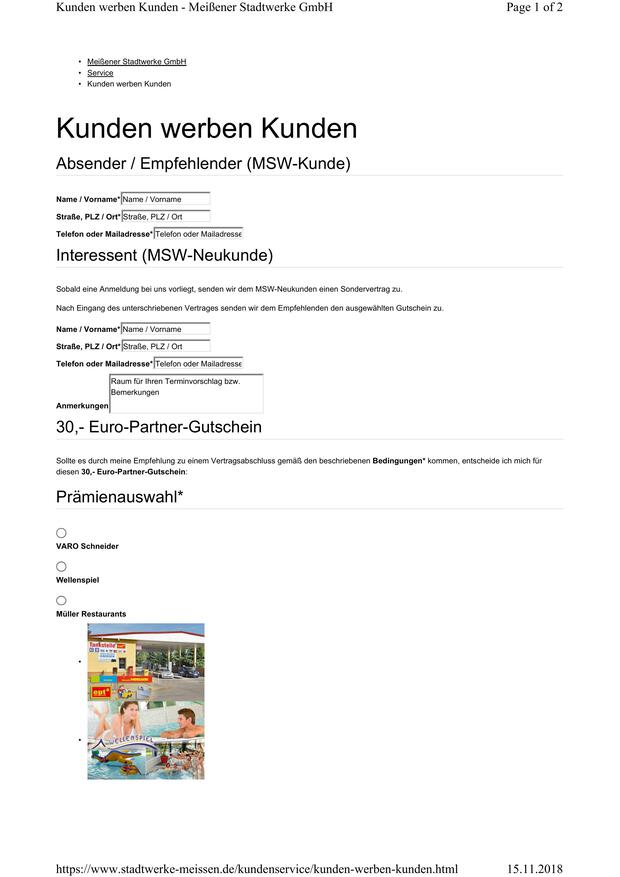 Kunden werben Kunden - Meißener Stadtwerke GmbH
Page 1 of 2
• Meißener Stadtwerke GmbH
• Service
• Kunden werben Kunden
Kunden werben Kunden
Absender / Empfehlender (MSW-Kunde)
Name / Vorname* Name / Vorname
Straße, PLZ / Ort* Straße, PLZ / Ort
Telefon oder Mailadresse* Telefon oder Mailadresse
Interessent (MSW-Neukunde)
Sobald eine Anmeldung bei uns vorliegt, senden wir dem MSW-Neukunden einen Sondervertrag zu.
Nach Eingang des unterschriebenen Vertrages senden wir dem Empfehlenden den ausgewählten Gutschein zu.
Name / Vorname* Name / Vorname
Straße, PLZ / Ort* Straße, PLZ / Ort
Telefon oder Mailadresse* Telefon oder Mailadresse
Raum für Ihren Terminvorschlag bzw.
Bemerkungen
Anmerkungen
30,- Euro-Partner-Gutschein
Sollte es durch meine Empfehlung zu einem Vertragsabschluss gemäß den beschriebenen Bedingungen* kommen, entscheide ich mich für
diesen 30,- Euro-Partner-Gutschein:
Prämienauswahl*
VARO Schneider
Wellenspiel
Müller Restaurants
Tankstelle
ept
WELLENSPIEL
https://www.stadtwerke-meissen.de/kundenservice/kunden-werben-kunden.html
15.11.2018